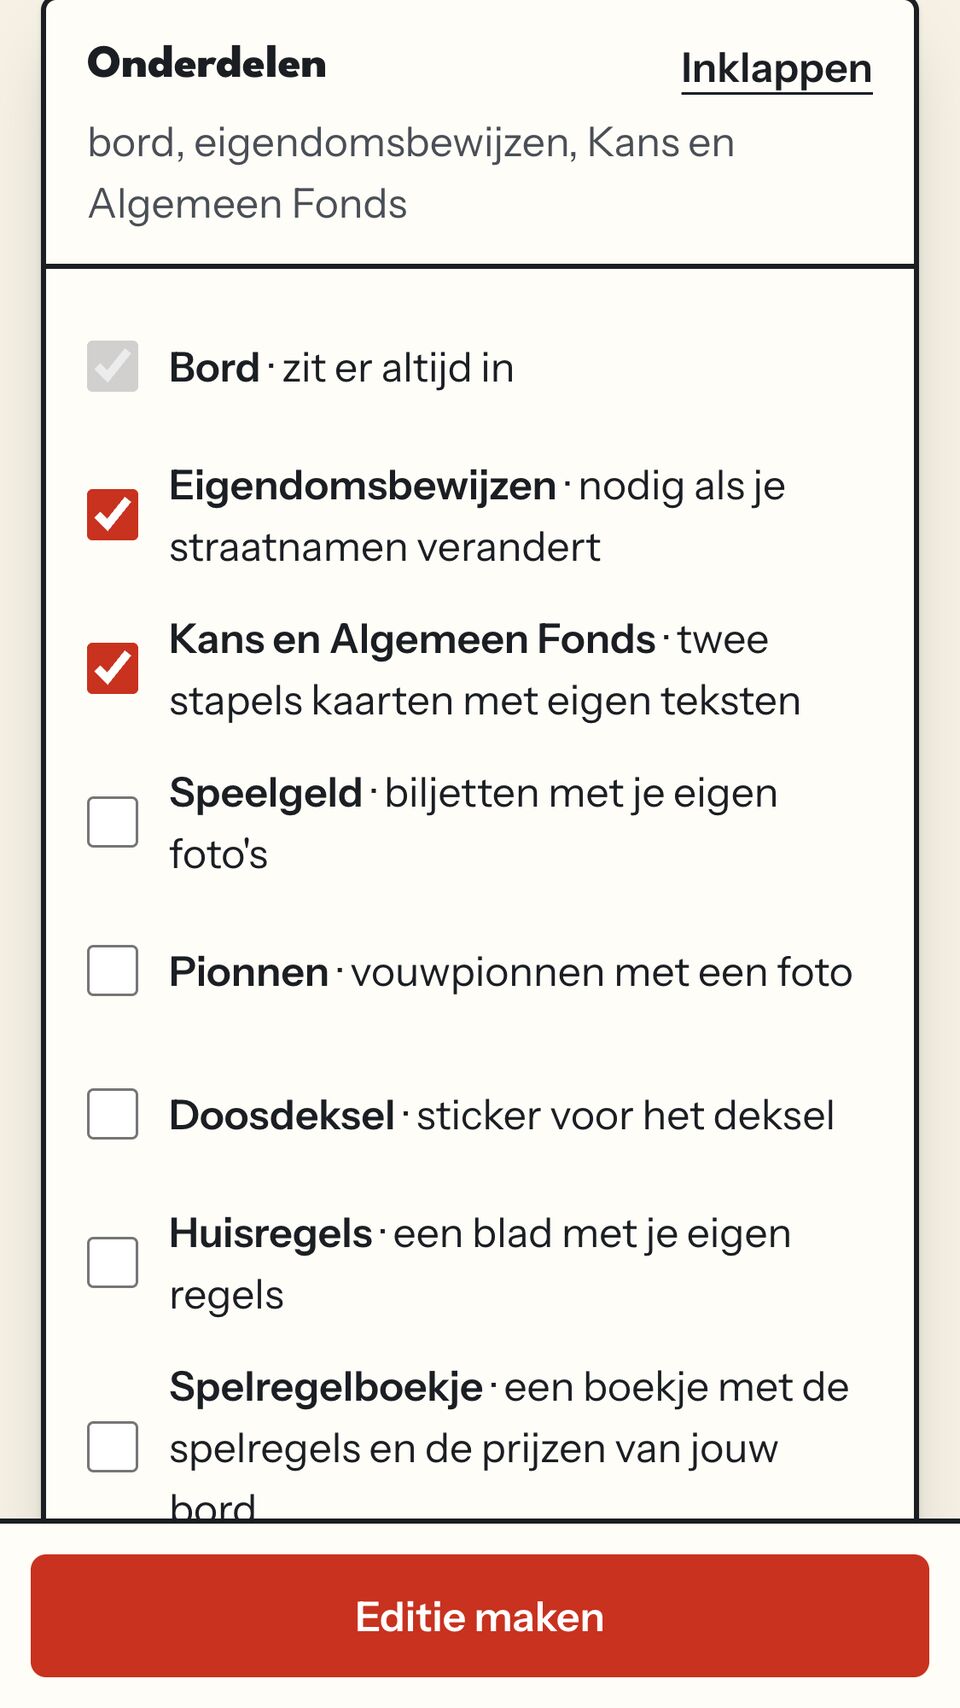 Onderdelen
Inklappen
bord, eigendomsbewijzen, Kans en
Algemeen Fonds
Bord · zit er altijd in
Eigendomsbewijzen · nodig als je
straatnamen verandert
Kans en Algemeen Fonds · twee
stapels kaarten met eigen teksten
Speelgeld · biljetten met je eigen
foto's
Pionnen · vouwpionnen met een foto
Doosdeksel · sticker voor het deksel
Huisregels · een blad met je eigen
regels
Spelregelboekje · een boekje met de
spelregels en de prijzen van jouw
bord
Editie maken